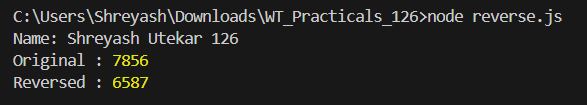 C:\Users\Shreyash\Downloads\WT_Practicals_126>node reverse.js
Name: Shreyash Utekar 126
Original : 7856
Reversed : 6587